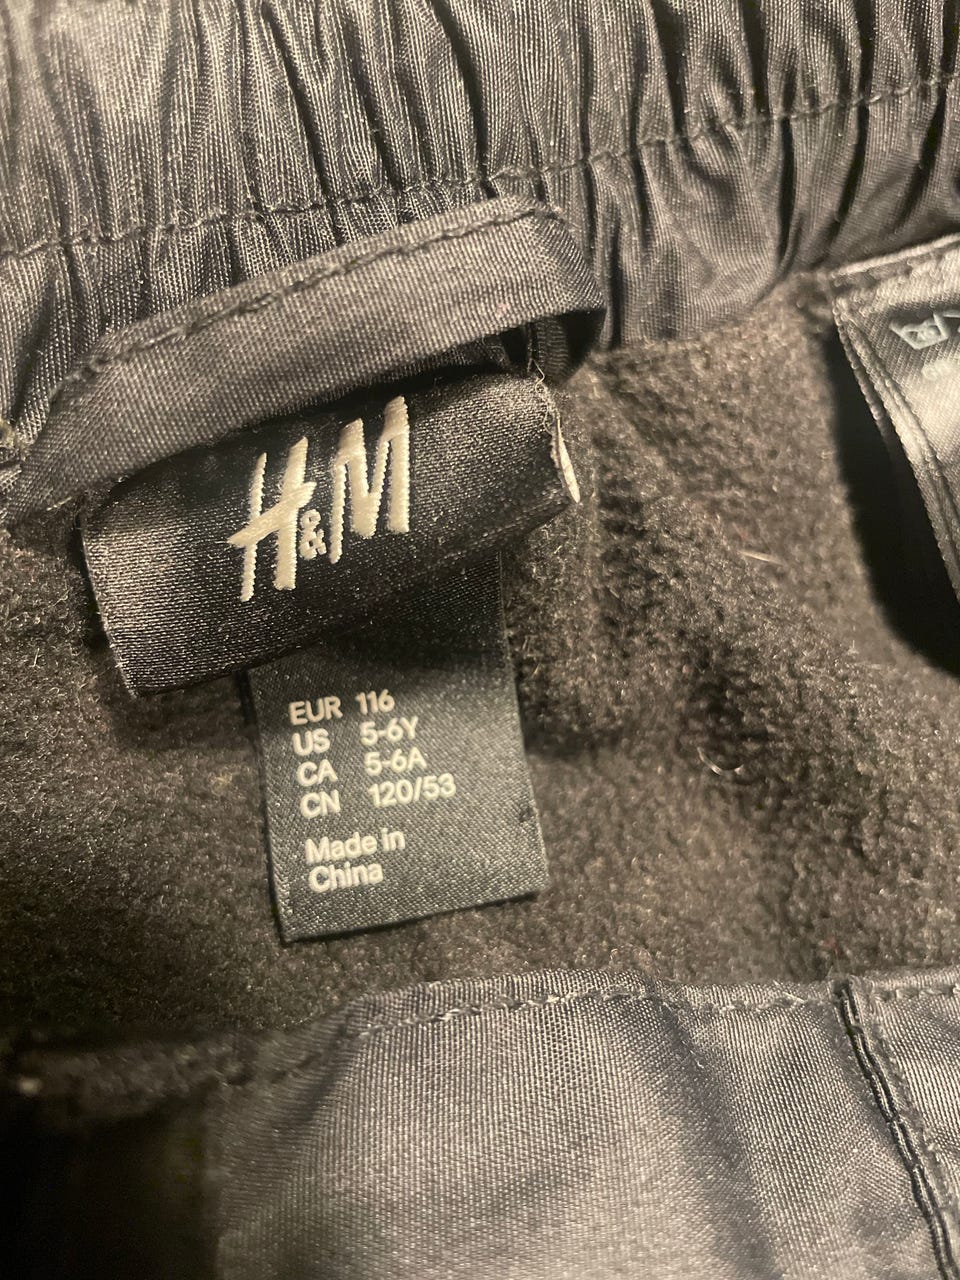 H&M
EUR 116
US 5-6Y
CA 5-6A
CN 120/53
Made in
China